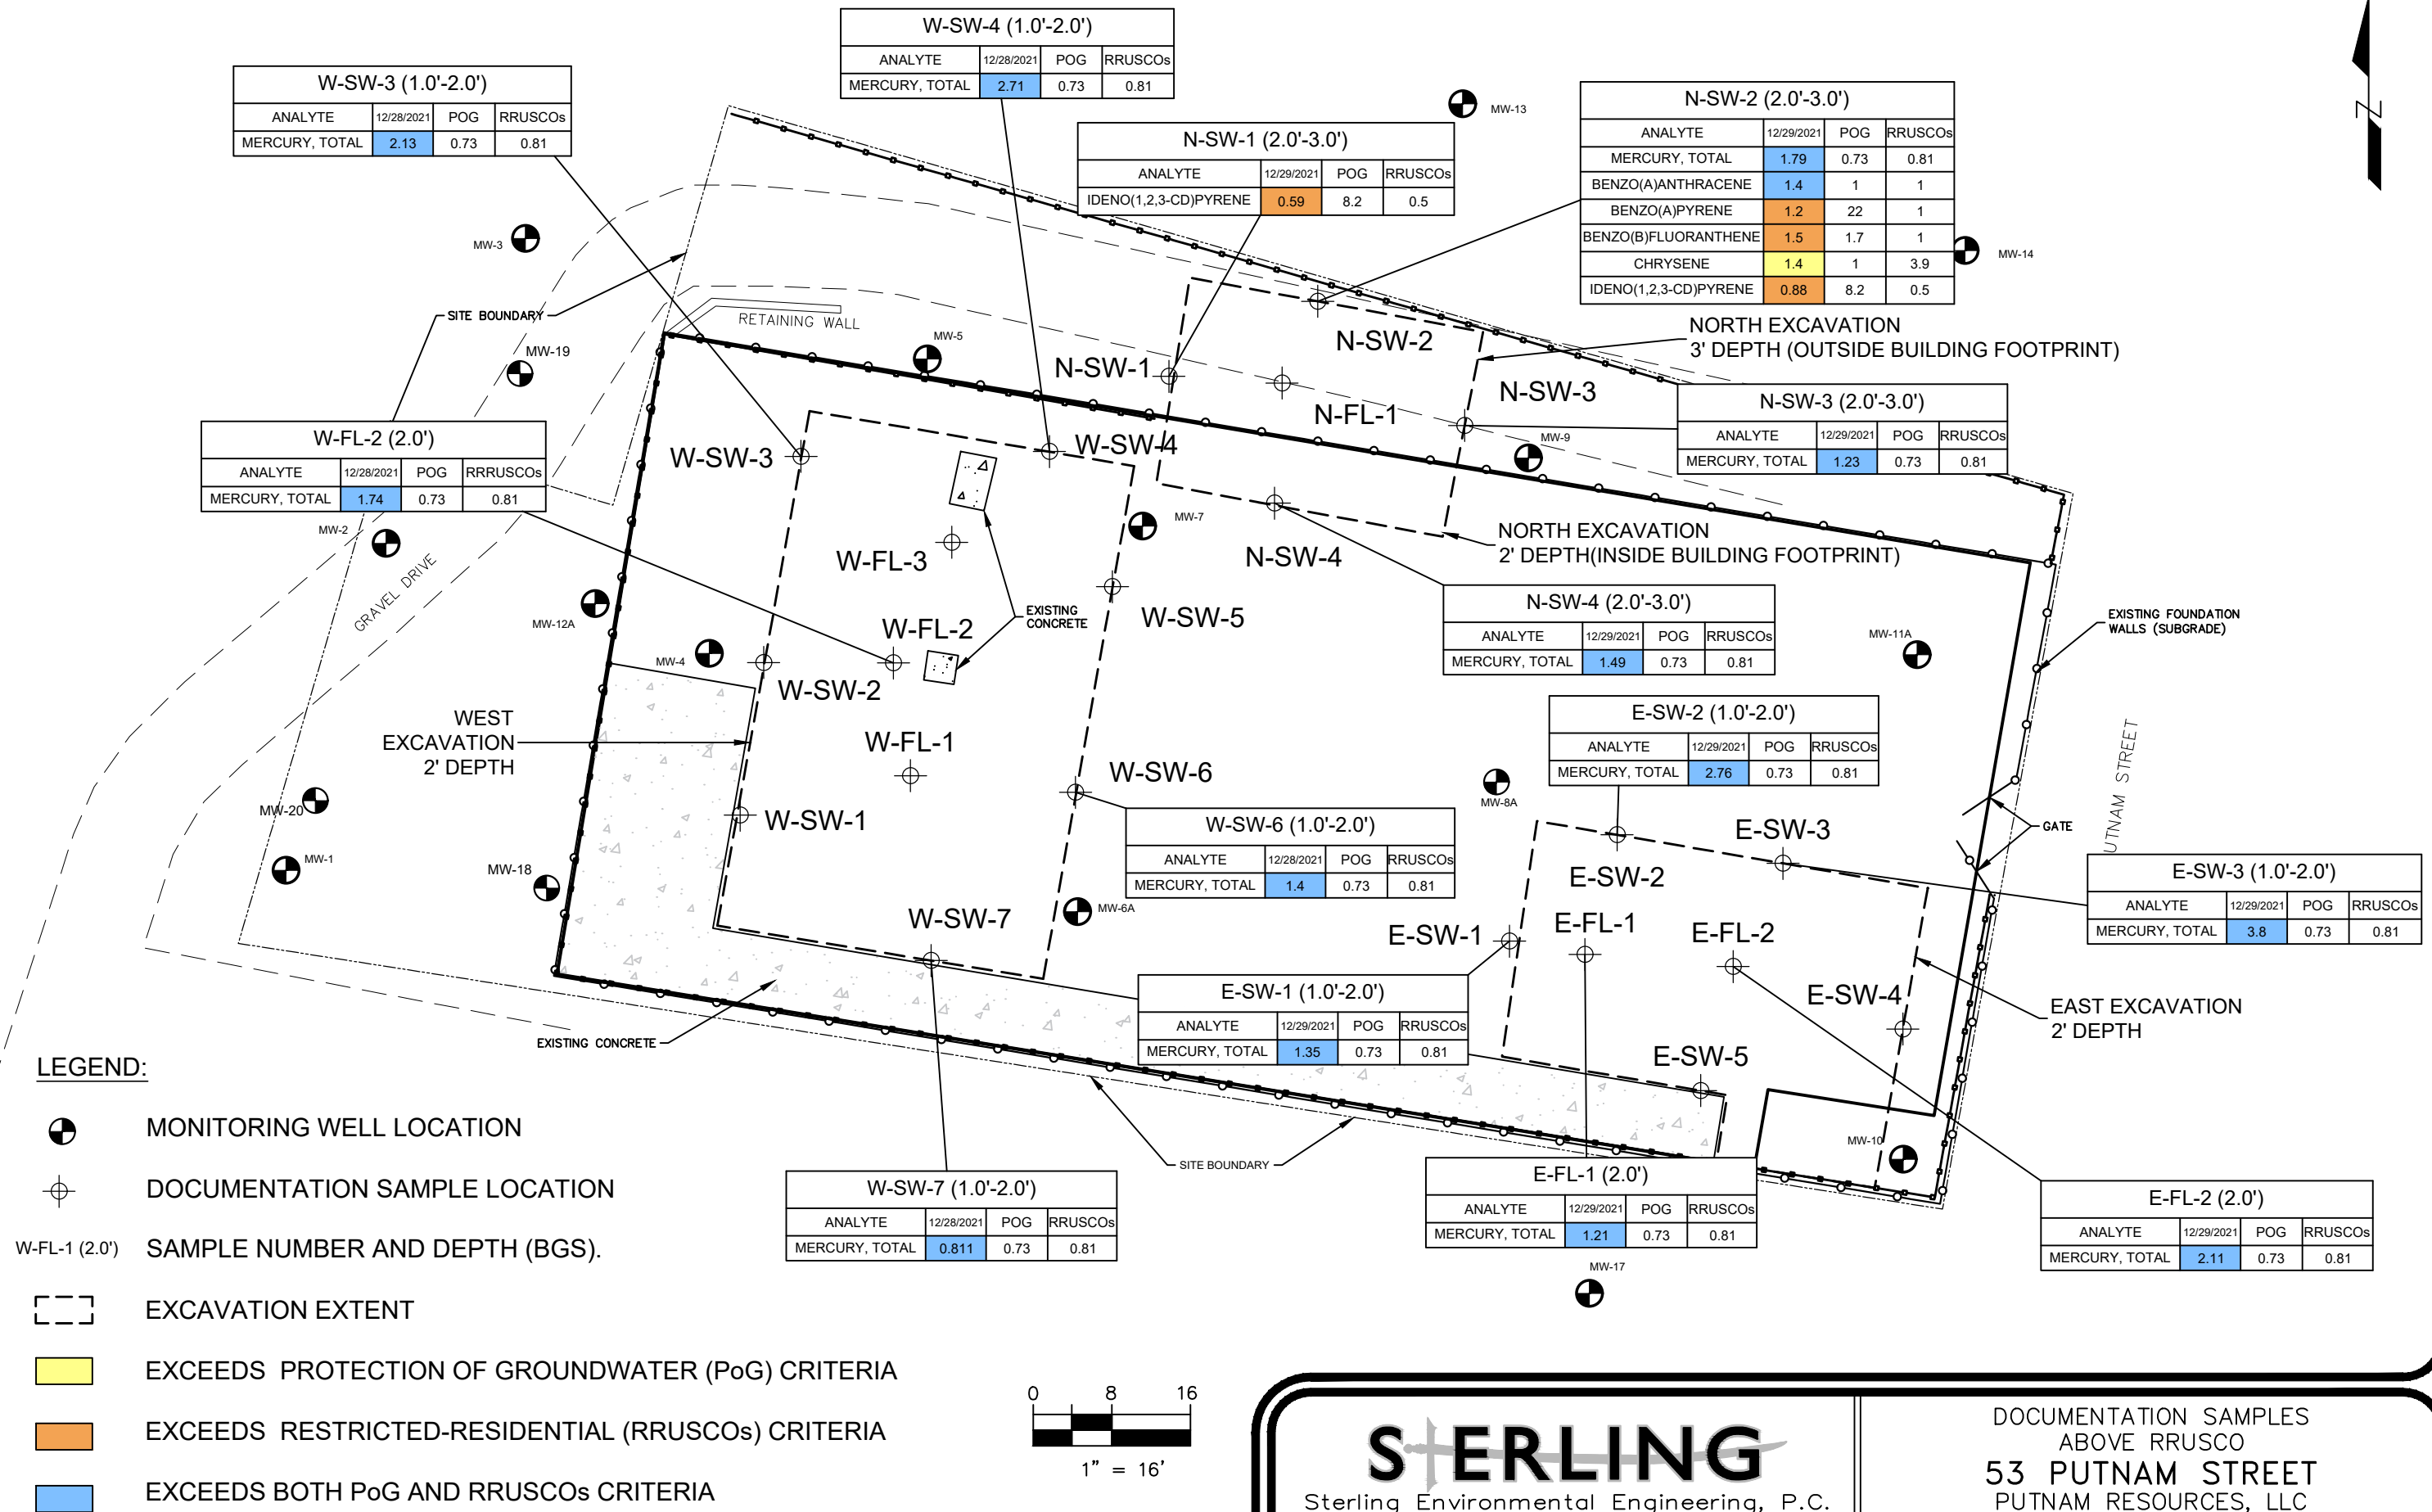 W-SW-4 (1.0'-2.0')
ANALYTE 12/28/2021 POG RRUSCOs
MERCURY, TOTAL 2.71 0.73 0.81
W-SW-3 (1.0'-2.0')
ANALYTE 12/28/2021 POG RRUSCOs
MERCURY, TOTAL 2.13 0.73 0.81
N-SW-1 (2.0'-3.0')
ANALYTE 12/29/2021 POG RRUSCOs
IDENO(1,2,3-CD)PYRENE 0.59 8.2 0.5
MW-13
N-SW-2 (2.0'-3.0')
ANALYTE 12/29/2021 POG RRUSCOs
MERCURY, TOTAL 1.79 0.73 0.81
BENZO(A)ANTHRACENE 1.4 1 1
BENZO(A)PYRENE 1.2 22 1
BENZO(B)FLUORANTHENE 1.5 1.7 1
CHRYSENE 1.4 1 3.9
IDENO(1,2,3-CD)PYRENE 0.88 8.2 0.5
N
MW-3
MW-14
SITE BOUNDARY
RETAINING WALL
MW-5
MW-19
N-SW-2
NORTH EXCAVATION
3' DEPTH (OUTSIDE BUILDING FOOTPRINT)
N-SW-1
N-SW-3
N-FL-1
N-SW-3 (2.0'-3.0')
ANALYTE 12/29/2021 POG RRUSCOs
MERCURY, TOTAL 1.23 0.73 0.81
MW-9
W-FL-2 (2.0')
ANALYTE 12/28/2021 POG RRRUSCOs
MERCURY, TOTAL 1.74 0.73 0.81
W-SW-3
W-SW-4
MW-2
MW-7
NORTH EXCAVATION
2' DEPTH(INSIDE BUILDING FOOTPRINT)
N-SW-4
W-FL-3
GRAVEL DRIVE
MW-12A
EXISTING
CONCRETE
W-SW-5
N-SW-4 (2.0'-3.0')
ANALYTE 12/29/2021 POG RRUSCOs
MERCURY, TOTAL 1.49 0.73 0.81
EXISTING FOUNDATION
WALLS (SUBGRADE)
MW-11A
W-FL-2
MW-4
W-SW-2
WEST
EXCAVATION
2' DEPTH
W-FL-1
E-SW-2 (1.0'-2.0')
ANALYTE 12/29/2021 POG RRUSCOs
MERCURY, TOTAL 2.76 0.73 0.81
UTNAM STREET
W-SW-6
MW-8A
MW-20
W-SW-1
W-SW-6 (1.0'-2.0')
ANALYTE 12/28/2021 POG RRUSCOs
MERCURY, TOTAL 1.4 0.73 0.81
E-SW-3
GATE
MW-1
MW-18
E-SW-2
E-SW-3 (1.0'-2.0')
ANALYTE 12/29/2021 POG RRUSCOs
MERCURY, TOTAL 3.8 0.73 0.81
W-SW-7
MW-6A
E-SW-1
E-FL-1
E-FL-2
E-SW-1 (1.0'-2.0')
ANALYTE 12/29/2021 POG RRUSCOs
MERCURY, TOTAL 1.35 0.73 0.81
E-SW-4
EAST EXCAVATION
2' DEPTH
EXISTING CONCRETE
E-SW-5
LEGEND:
MONITORING WELL LOCATION
MW-10
SITE BOUNDARY
DOCUMENTATION SAMPLE LOCATION
W-SW-7 (1.0'-2.0')
ANALYTE 12/28/2021 POG RRUSCOs
MERCURY, TOTAL 0.811 0.73 0.81
E-FL-1 (2.0')
ANALYTE 12/29/2021 POG RRUSCOs
MERCURY, TOTAL 1.21 0.73 0.81
E-FL-2 (2.0')
ANALYTE 12/29/2021 POG RRUSCOs
MERCURY, TOTAL 2.11 0.73 0.81
W-FL-1 (2.0') SAMPLE NUMBER AND DEPTH (BGS).
MW-17
EXCAVATION EXTENT
EXCEEDS PROTECTION OF GROUNDWATER (PoG) CRITERIA
EXCEEDS RESTRICTED-RESIDENTIAL (RRUSCOs) CRITERIA
EXCEEDS BOTH PoG AND RRUSCOs CRITERIA
0 8 16
1" = 16'
STERLING
Sterling Environmental Engineering, P.C.
DOCUMENTATION SAMPLES
ABOVE RRUSCO
53 PUTNAM STREET
PUTNAM RESOURCES, LLC